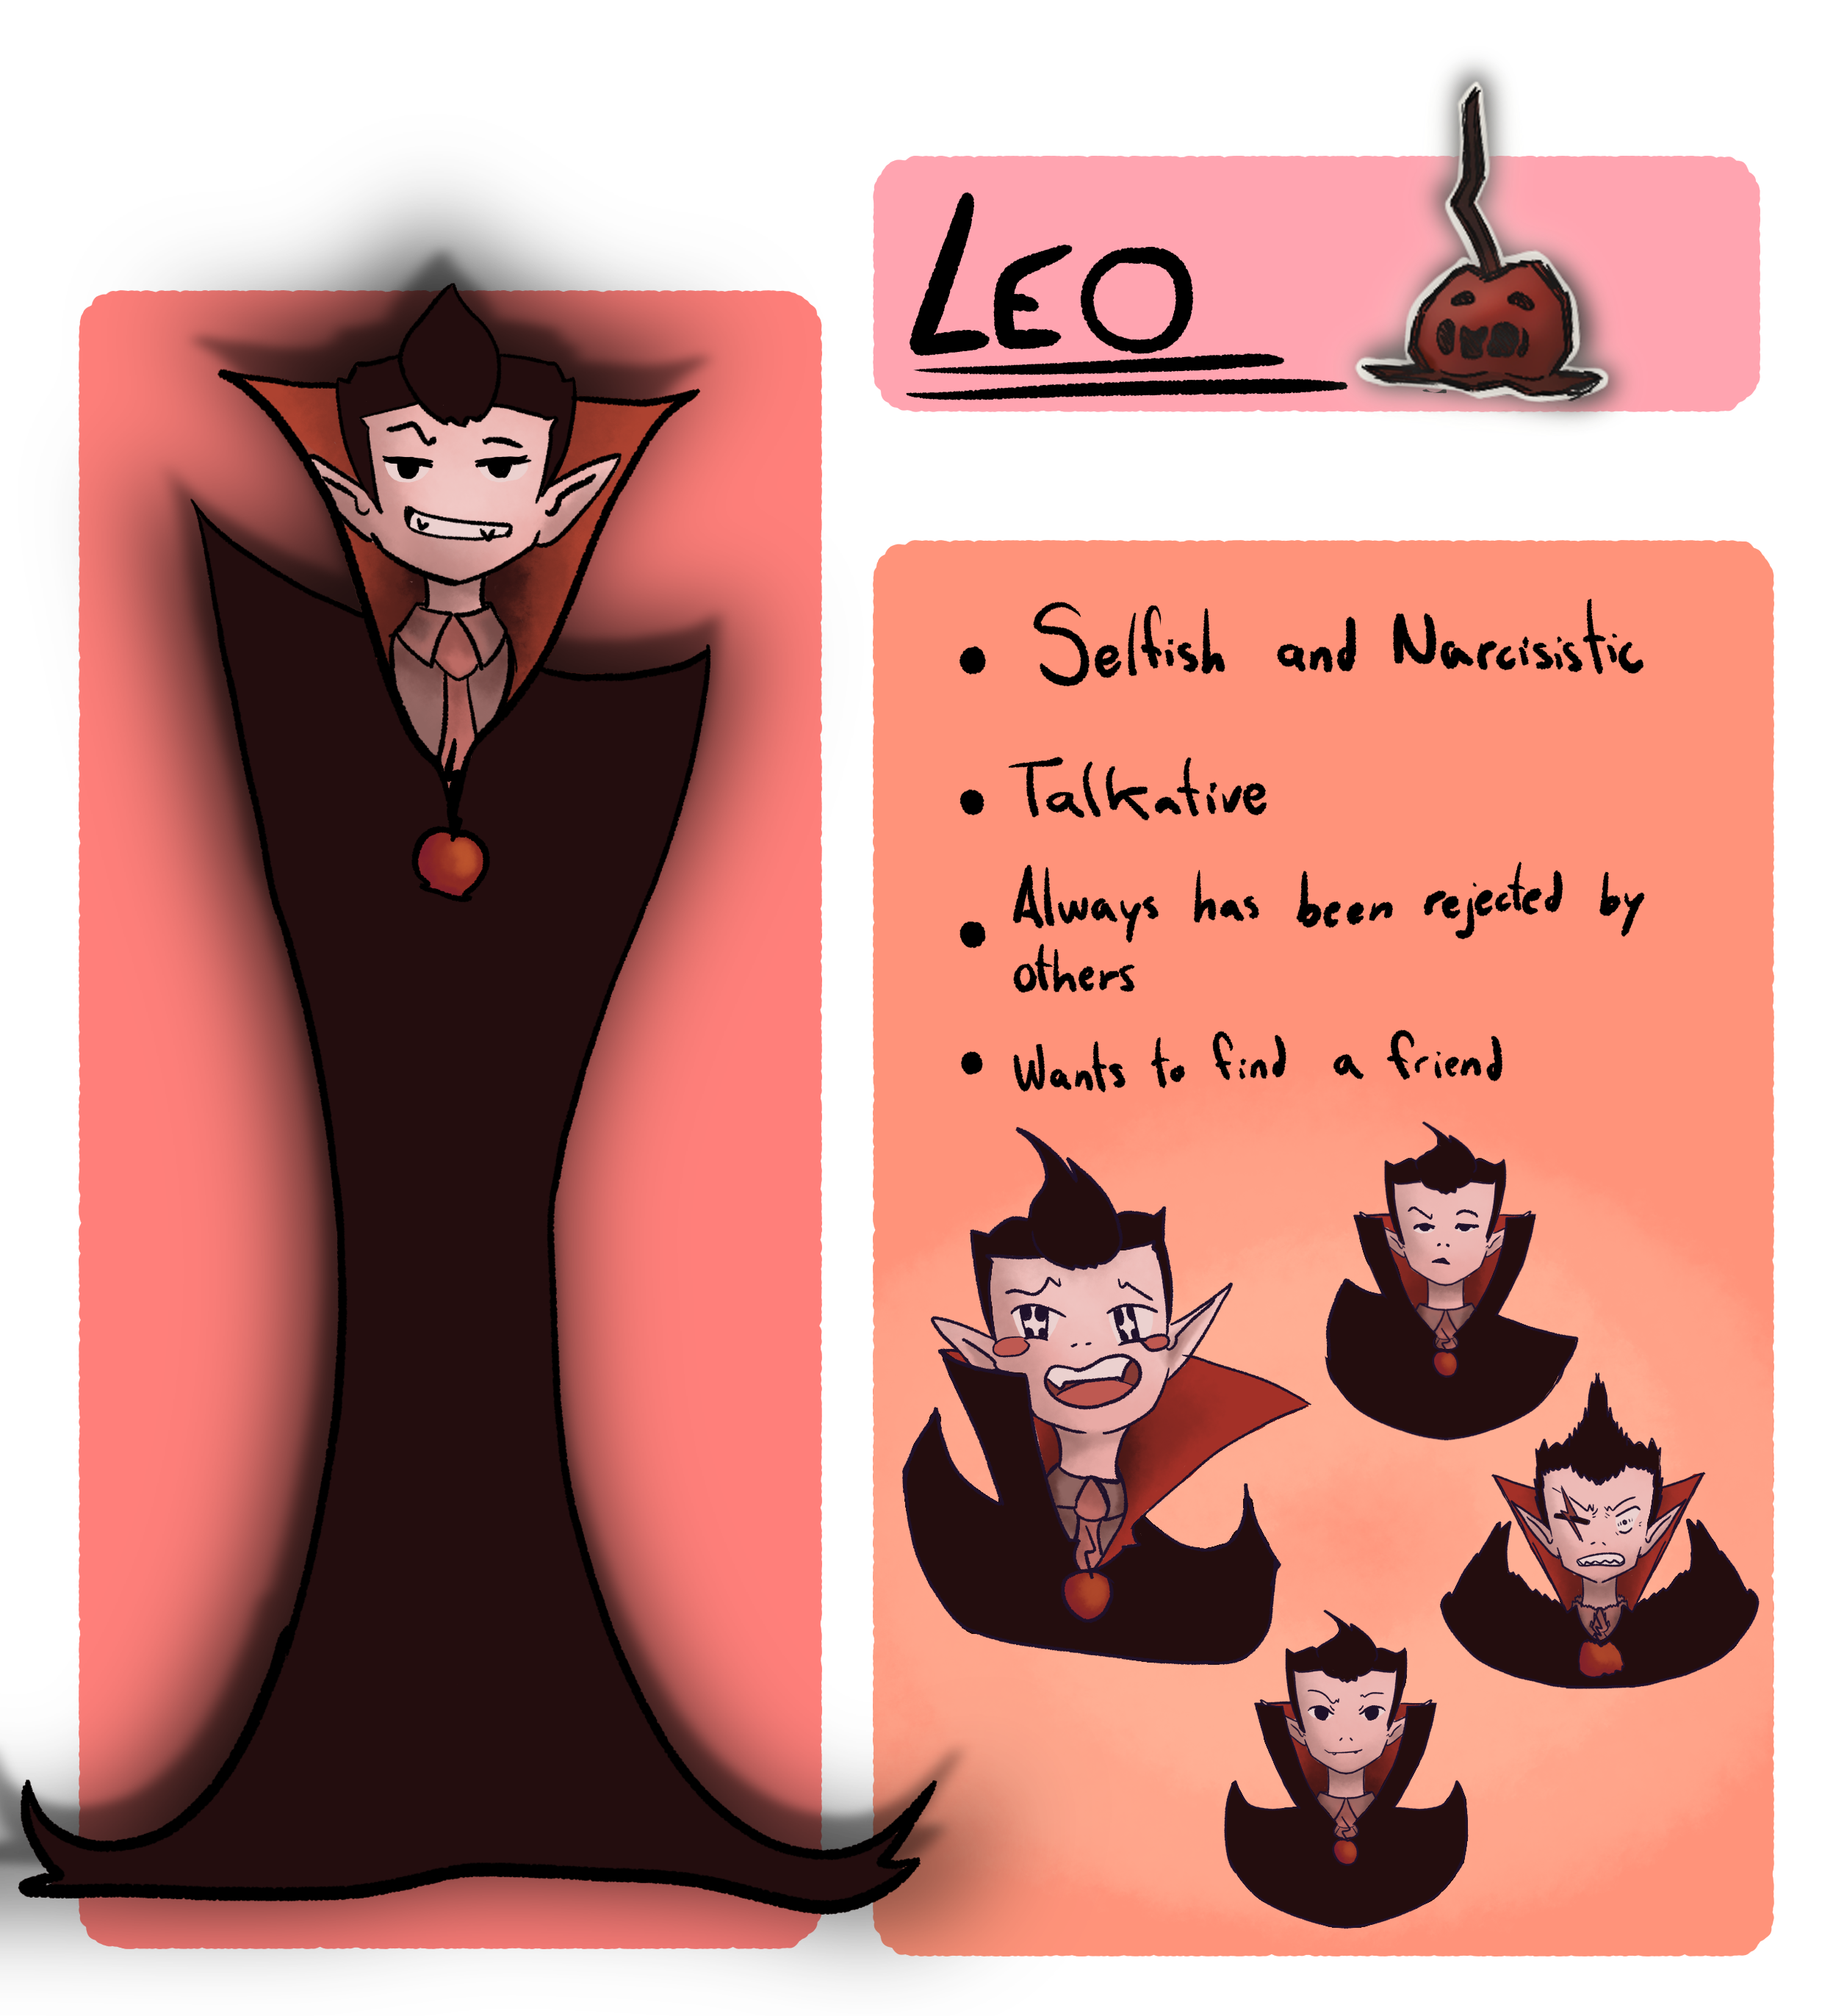 LEO
• Selfish and Narcisistic
• Talkative
• Always has been rejected by
others
• Wants to find a friend